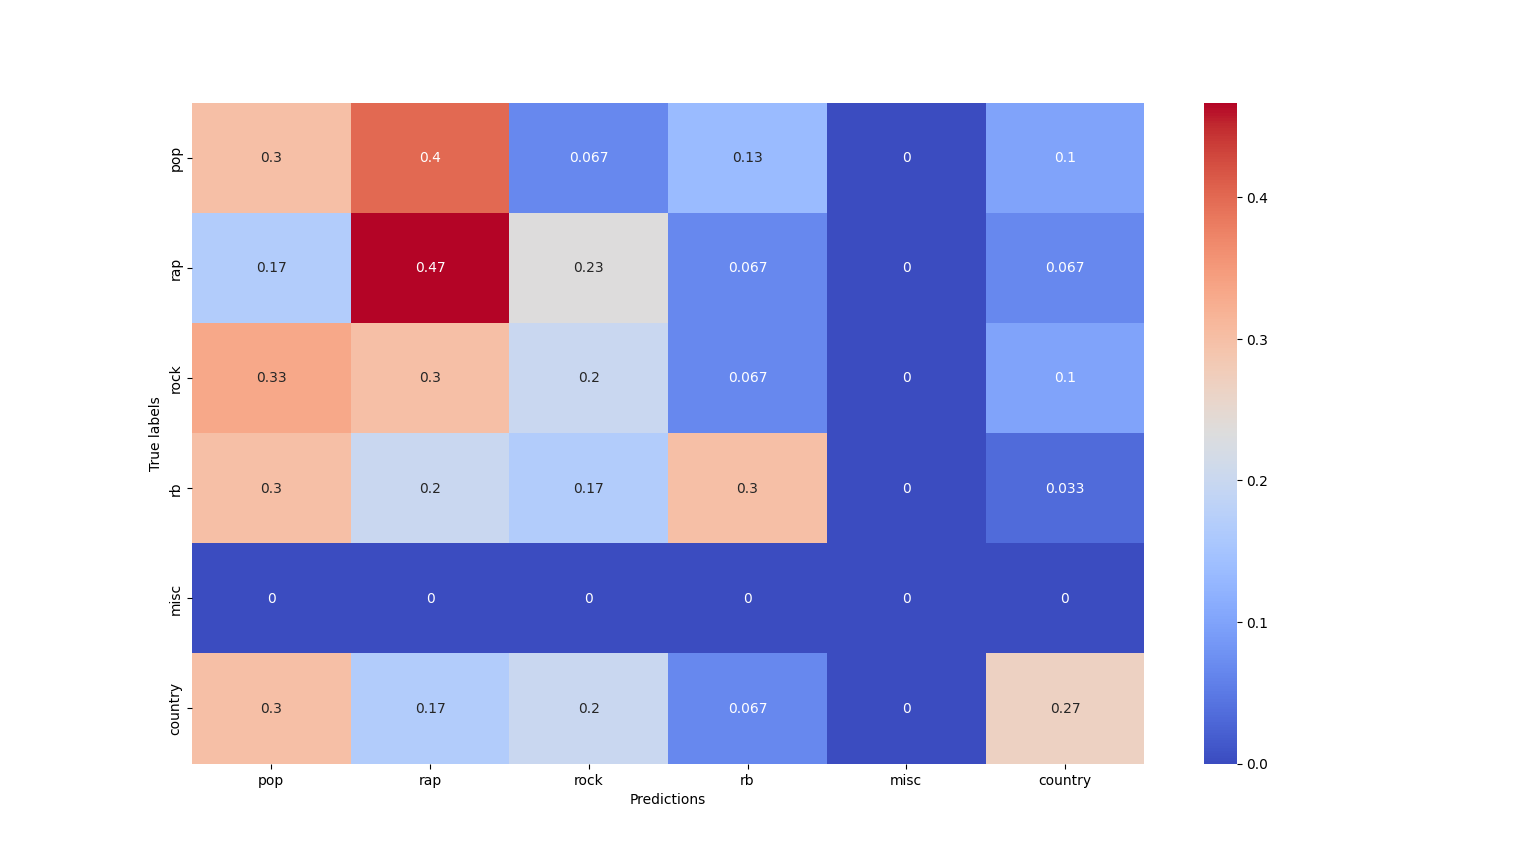 pop 0.3 0.4 0.067 0.13 0 0.1
rap 0.17 0.47 0.23 0.067 0 0.067
rock 0.33 0.3 0.2 0.067 0 0.1
rb 0.3 0.2 0.17 0.3 0 0.033
misc 0 0 0 0 0 0
country 0.3 0.17 0.2 0.067 0 0.27
True labels
pop rap rock rb misc country
Predictions
0.4
0.3
0.2
0.1
0.0